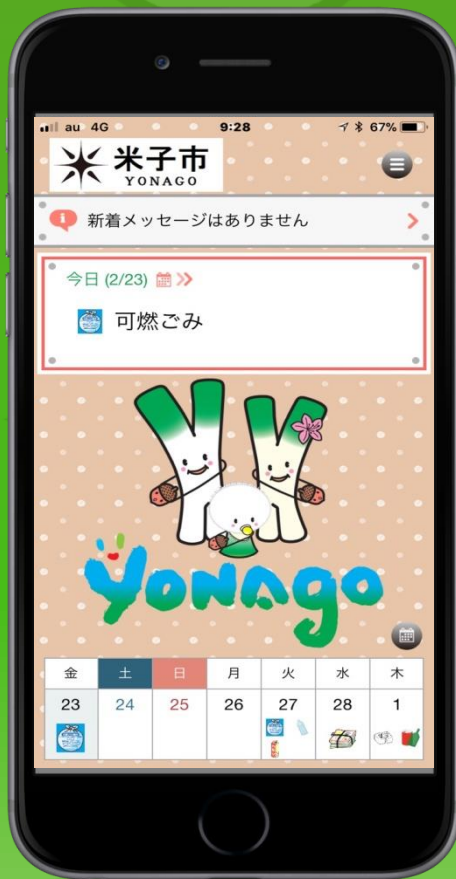 au 4G 9:28 67%
米子市
YONAGO
新着メッセージはありません
今日 (2/23)
可燃ごみ
YONAGO
金 土 日 月 火 水 木
23 24 25 26 27 28 1